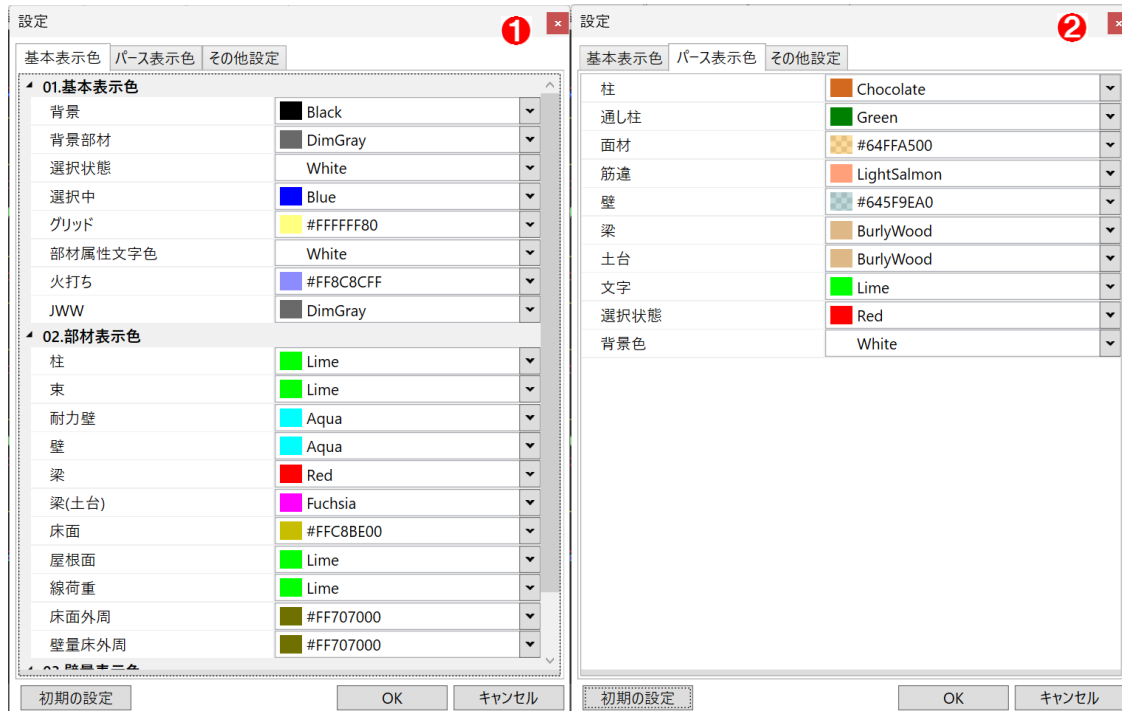 設定
1
×
基本表示色 パース表示色 その他設定
01.基本表示色
背景 Black
背景部材 DimGray
選択状態 White
選択中 Blue
グリッド #FFFFFF80
部材属性文字色 White
火打ち #FF8C8CFF
JWW DimGray
02.部材表示色
柱 Lime
束 Lime
耐力壁 Aqua
壁 Aqua
梁 Red
梁(土台) Fuchsia
床面 #FFC8BE00
屋根面 Lime
線荷重 Lime
床面外周 #FF707000
壁量床外周 #FF707000
03.壁量表示色
初期の設定 OK キャンセル
設定
2
×
基本表示色 パース表示色 その他設定
柱 Chocolate
通し柱 Green
面材 #64FFA500
筋違 LightSalmon
壁 #645F9EA0
梁 BurlyWood
土台 BurlyWood
文字 Lime
選択状態 Red
背景色 White
初期の設定 OK キャンセル